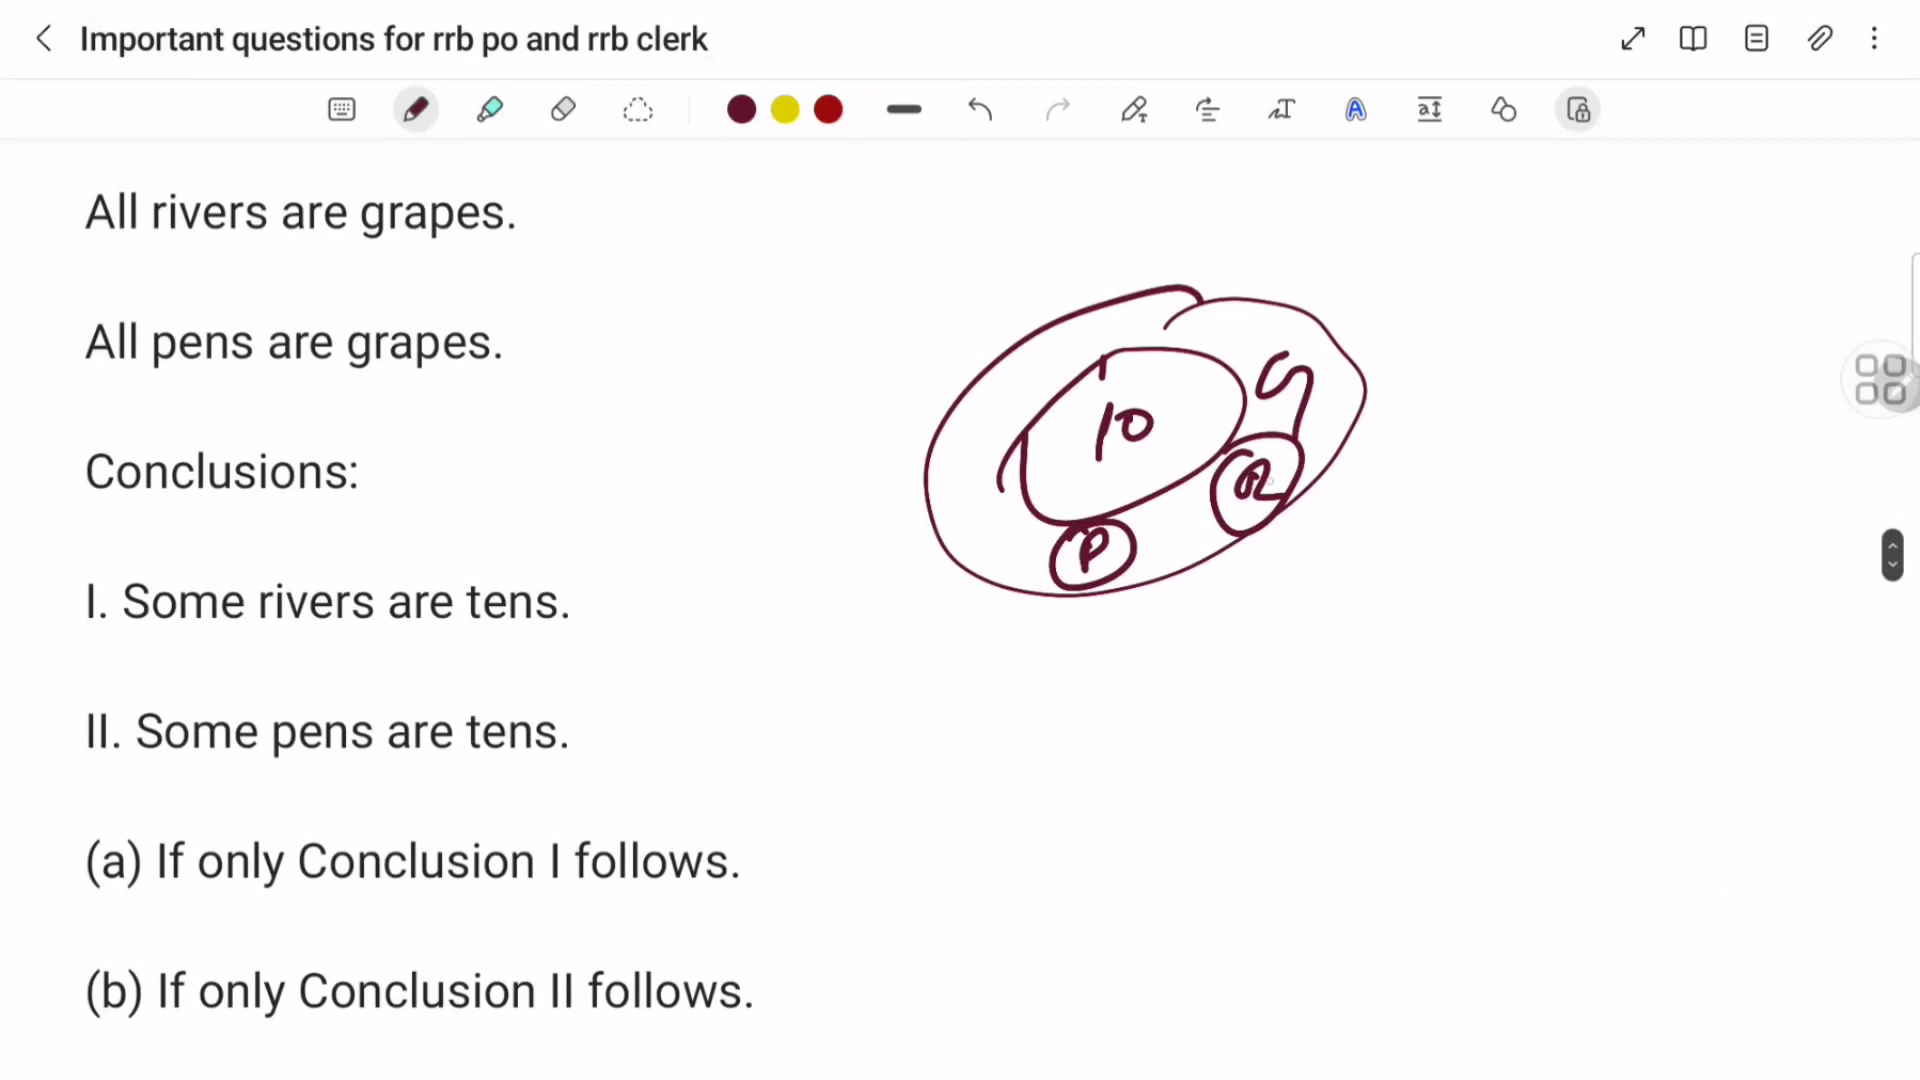 Important questions for rrb po and rrb clerk
All rivers are grapes.
All pens are grapes.
Conclusions:
I. Some rivers are tens.
II. Some pens are tens.
(a) If only Conclusion I follows.
(b) If only Conclusion II follows.
10
G
R
P